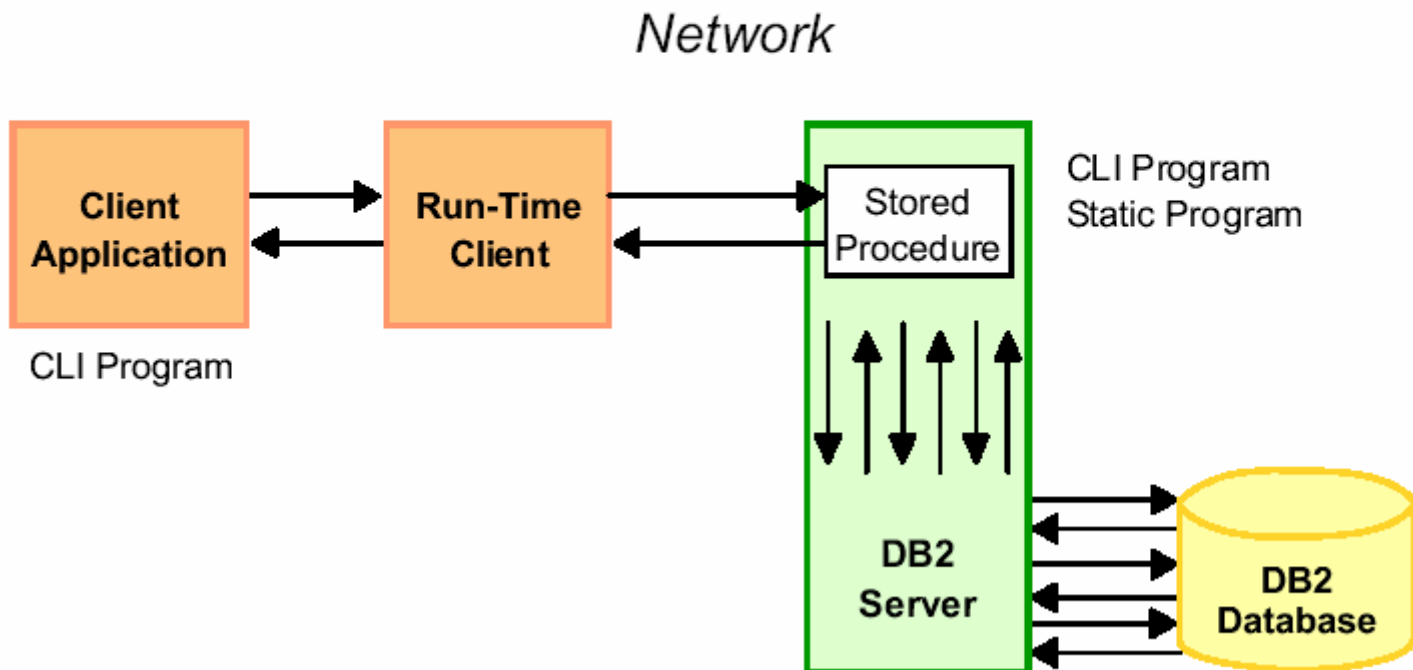 Network
Client
Application
Run-Time
Client
Stored
Procedure
CLI Program
Static Program
CLI Program
DB2
Server
DB2
Database